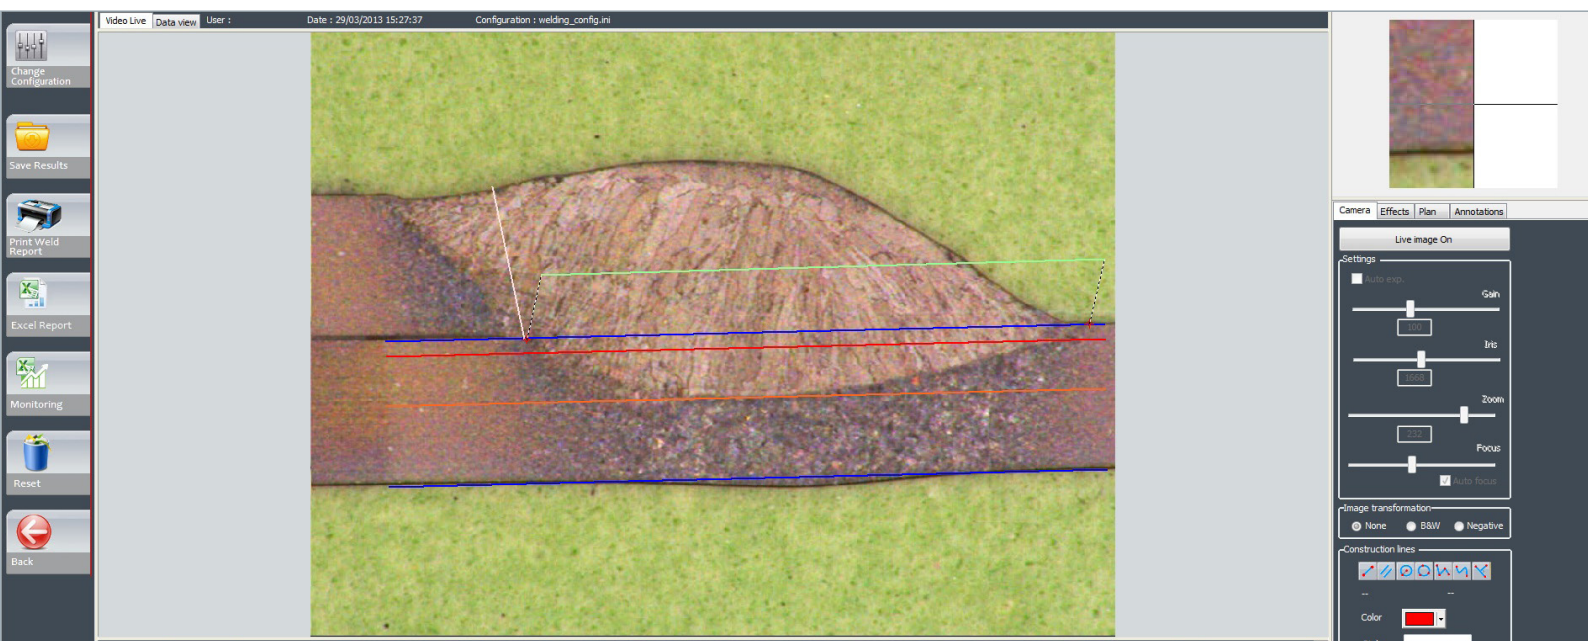 Video Live
Data view
User :
Date : 29/03/2013 15:27:37
Configuration : welding_config.ini
Change
Configuration
Save Results
Print Weld
Report
Excel Report
Monitoring
Reset
Back
Camera
Effects
Plan
Annotations
Live image On
Settings
Auto exp.
Gain
100
Iris
1668
Zoom
232
Focus
Auto focus
Image transformation
None
B&W
Negative
Construction lines
--
--
Color